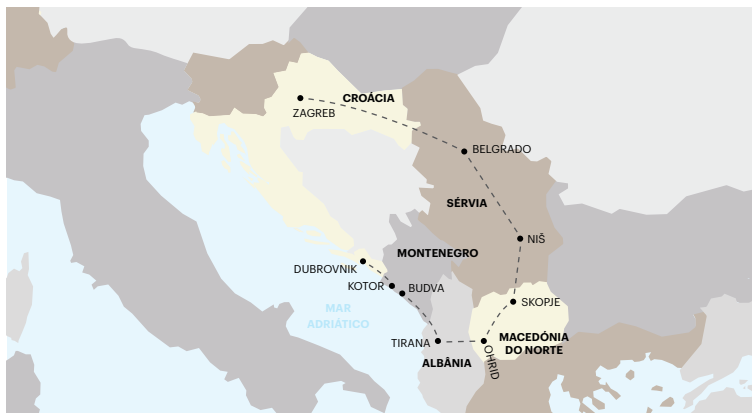 CROÁCIA
ZAGREB
BELGRADO
SÉRVIA
NIŠ
MONTENEGRO
DUBROVNIK
KOTOR
BUDVA
MAR
ADRIÁTICO
SKOPJE
TIRANA
OHRID
MACEDÓNIA
DO NORTE
ALBÂNIA